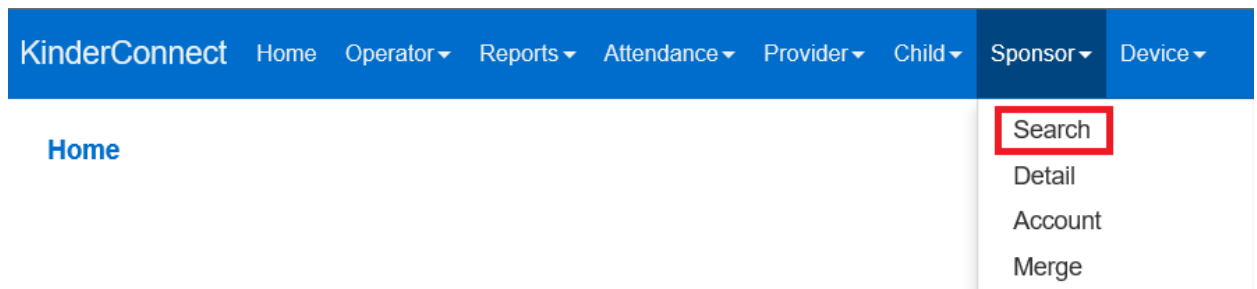 KinderConnect Home Operator Reports Attendance Provider Child Sponsor Device
Home
Search
Detail
Account
Merge